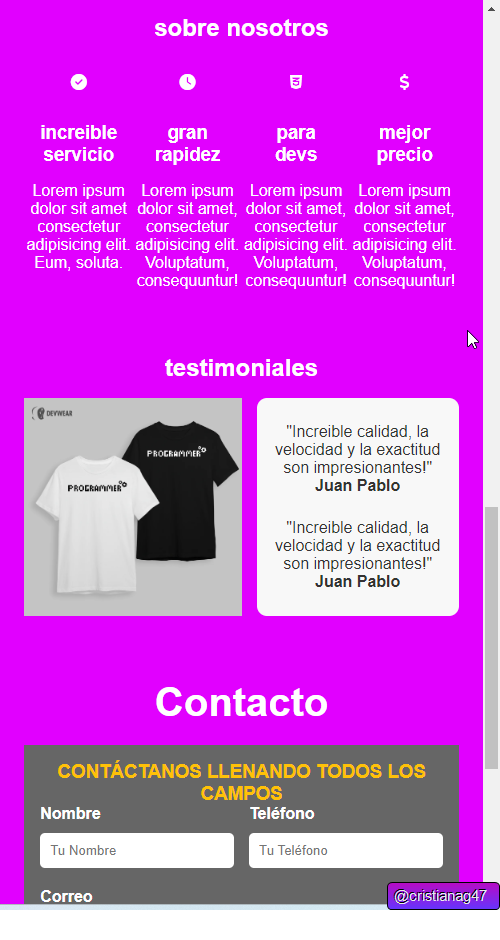 sobre nosotros
increible
servicio
Lorem ipsum
dolor sit amet
consectetur
adipisicing elit.
Eum, soluta.
gran
rapidez
Lorem ipsum
dolor sit amet,
consectetur
adipisicing elit.
Voluptatum,
consequuntur!
para
devs
Lorem ipsum
dolor sit amet,
consectetur
adipisicing elit.
Voluptatum,
consequuntur!
mejor
precio
Lorem ipsum
dolor sit amet,
consectetur
adipisicing elit.
Voluptatum,
consequuntur!
testimoniales
DEVWEAR
PROGRAMMER
PROGRAMMER
"Increible calidad, la
velocidad y la exactitud
son impresionantes!"
Juan Pablo
"Increible calidad, la
velocidad y la exactitud
son impresionantes!"
Juan Pablo
Contacto
CONTÁCTANOS LLENANDO TODOS LOS
CAMPOS
Nombre
Tu Nombre
Teléfono
Tu Teléfono
Correo
@cristianag47